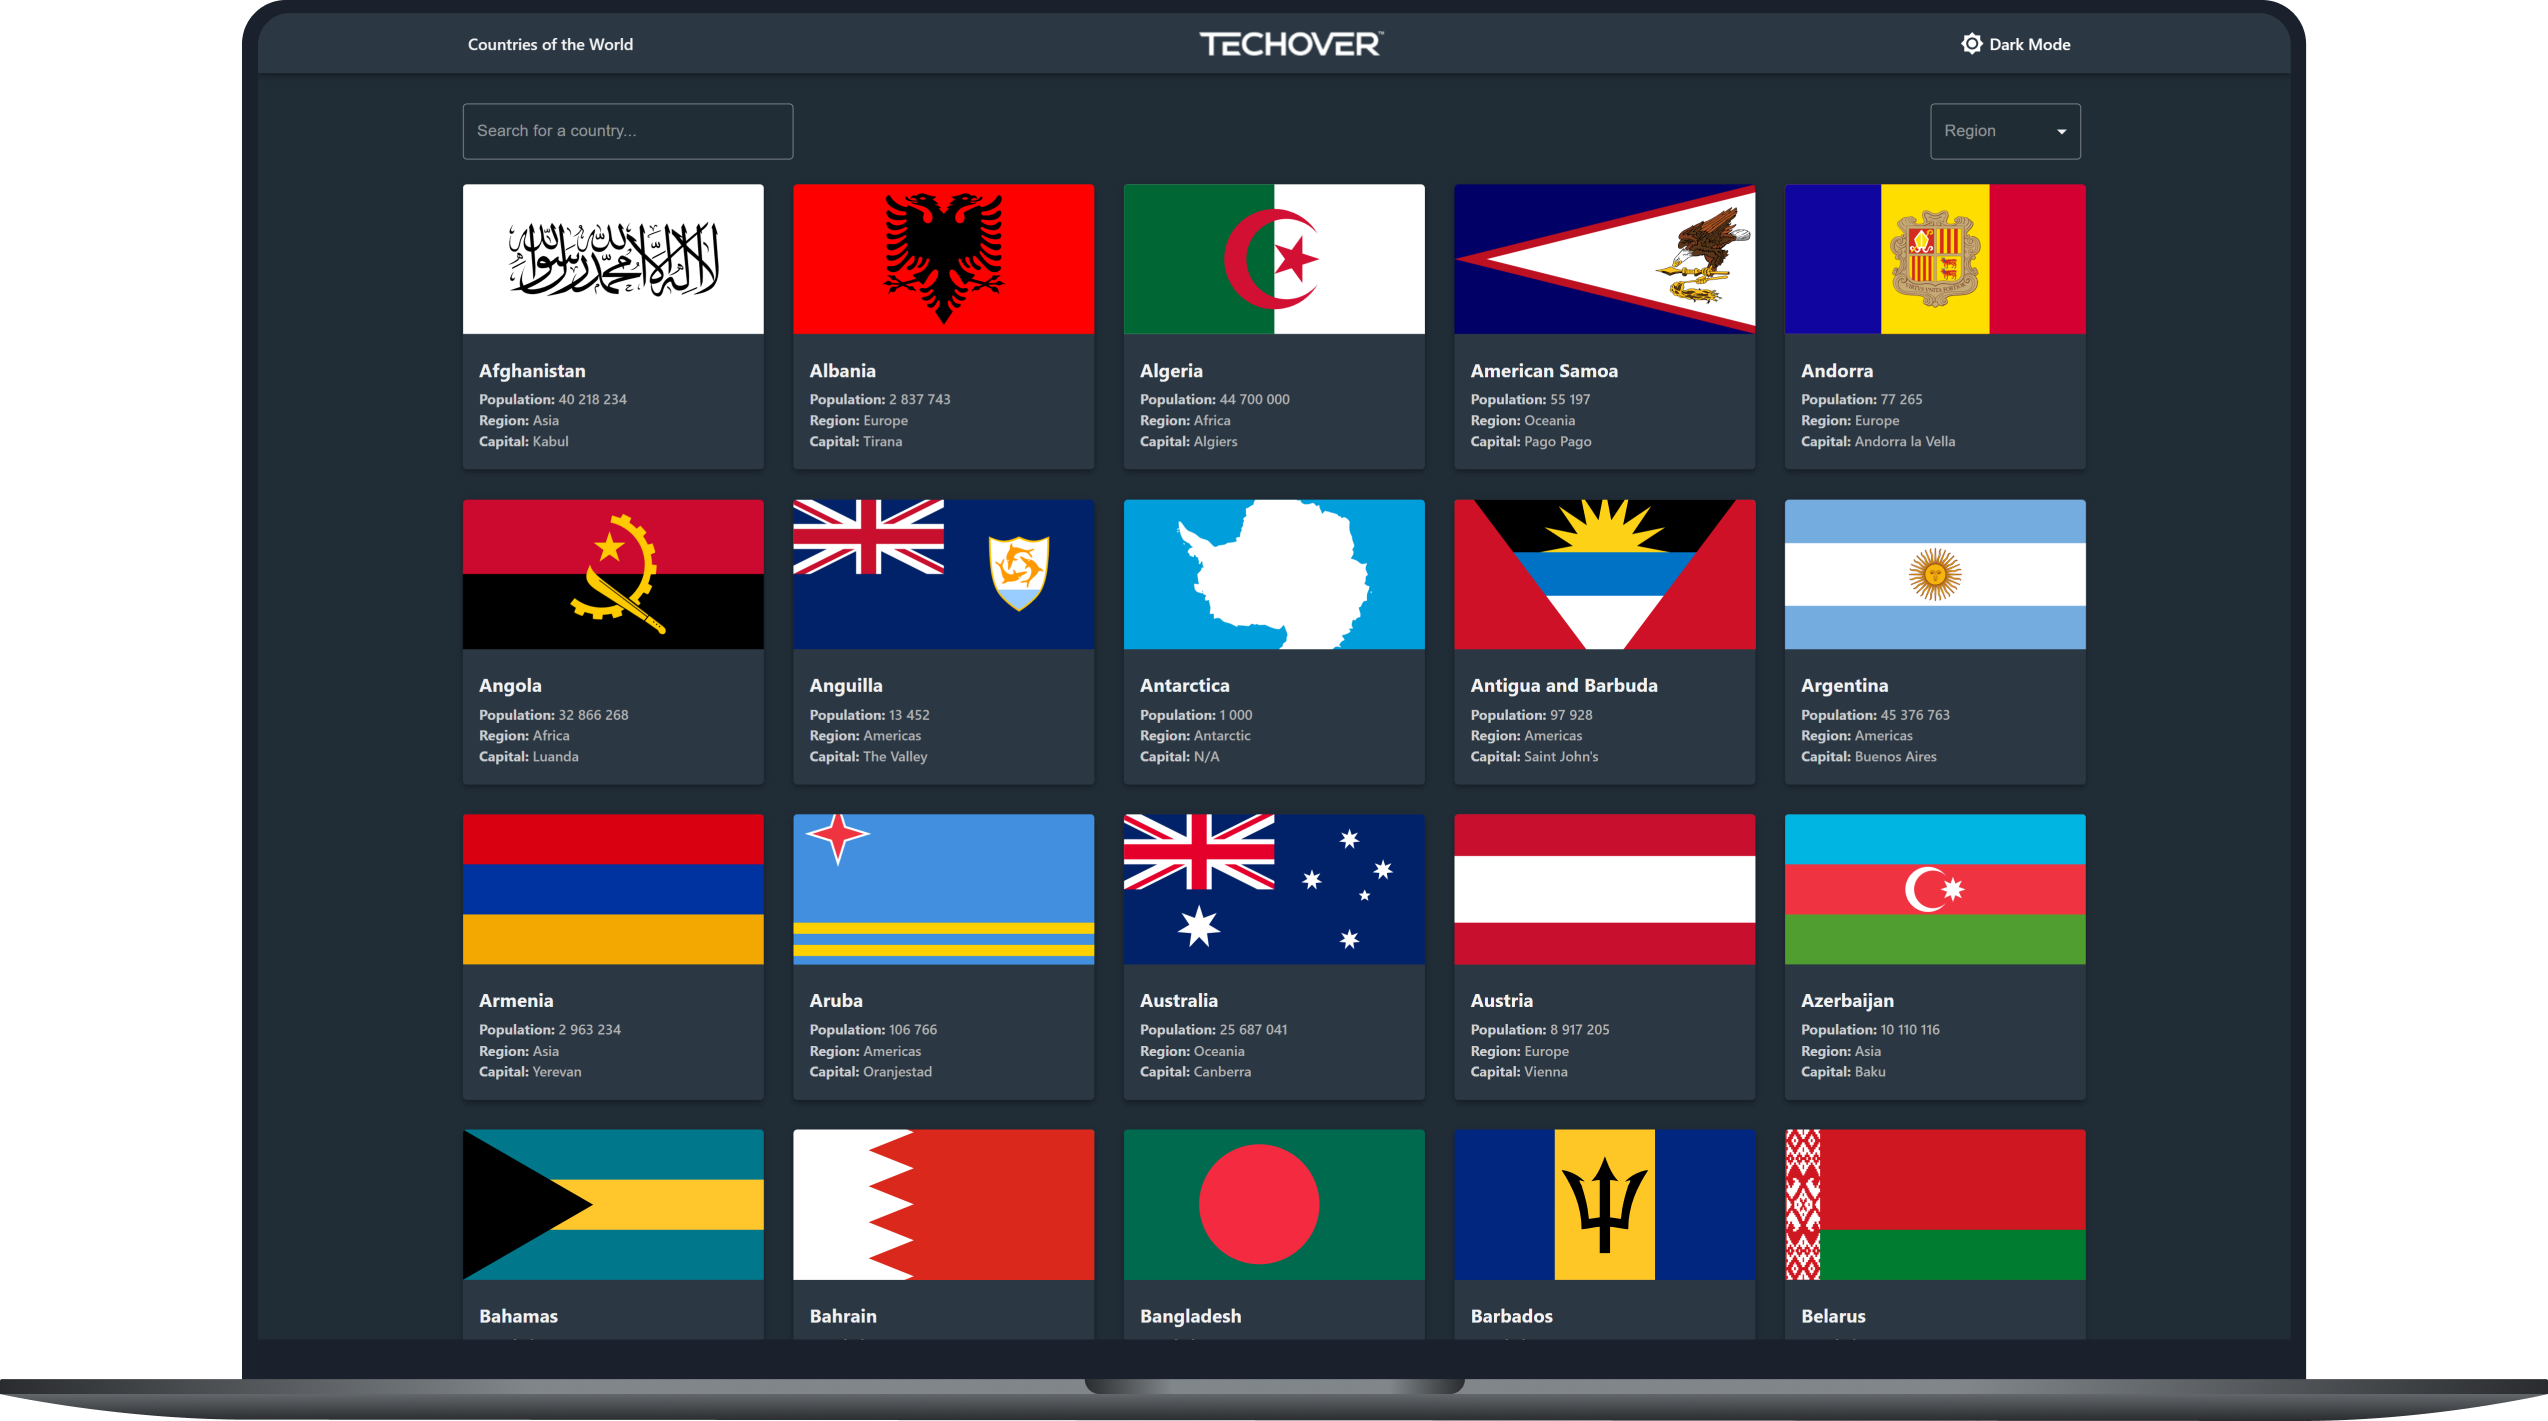 Countries of the World
TECHOVER™
Dark Mode
Search for a country...
Region
لا إله إلا الله محمد رسول الله
Afghanistan
Population: 40 218 234
Region: Asia
Capital: Kabul
Albania
Population: 2 837 743
Region: Europe
Capital: Tirana
Algeria
Population: 44 700 000
Region: Africa
Capital: Algiers
American Samoa
Population: 55 197
Region: Oceania
Capital: Pago Pago
VIRTVS VNITA FORTIOR
Andorra
Population: 77 265
Region: Europe
Capital: Andorra la Vella
Angola
Population: 32 866 268
Region: Africa
Capital: Luanda
Anguilla
Population: 13 452
Region: Americas
Capital: The Valley
Antarctica
Population: 1 000
Region: Antarctic
Capital: N/A
Antigua and Barbuda
Population: 97 928
Region: Americas
Capital: Saint John's
Argentina
Population: 45 376 763
Region: Americas
Capital: Buenos Aires
Armenia
Population: 2 963 234
Region: Asia
Capital: Yerevan
Aruba
Population: 106 766
Region: Americas
Capital: Oranjestad
Australia
Population: 25 687 041
Region: Oceania
Capital: Canberra
Austria
Population: 8 917 205
Region: Europe
Capital: Vienna
Azerbaijan
Population: 10 110 116
Region: Asia
Capital: Baku
Bahamas
Bahrain
Bangladesh
Barbados
Belarus